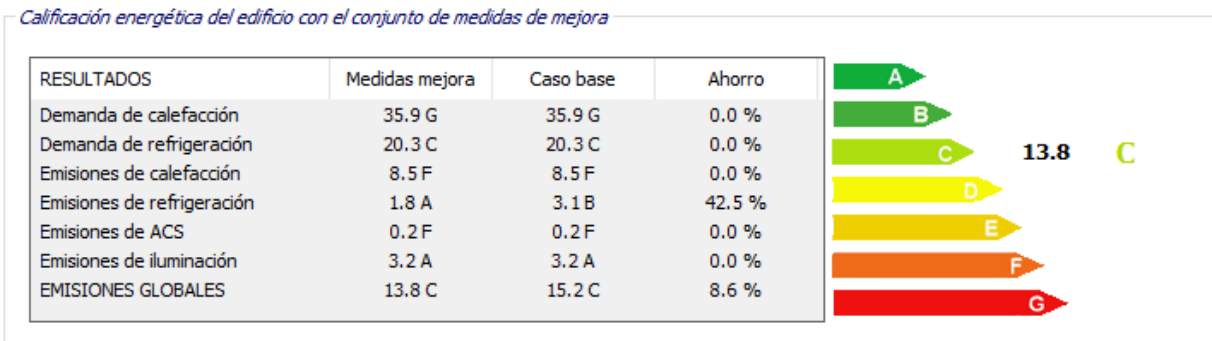 Calificación energética del edificio con el conjunto de medidas de mejora
RESULTADOS Medidas mejora Caso base Ahorro
Demanda de calefacción 35.9 G 35.9 G 0.0 %
Demanda de refrigeración 20.3 C 20.3 C 0.0 %
Emisiones de calefacción 8.5 F 8.5 F 0.0 %
Emisiones de refrigeración 1.8 A 3.1 B 42.5 %
Emisiones de ACS 0.2 F 0.2 F 0.0 %
Emisiones de iluminación 3.2 A 3.2 A 0.0 %
EMISIONES GLOBALES 13.8 C 15.2 C 8.6 %
A
B
C 13.8 C
D
E
F
G